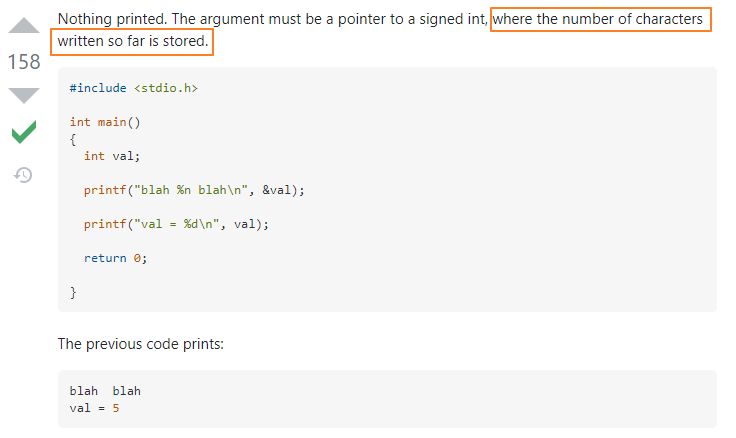 Nothing printed. The argument must be a pointer to a signed int, where the number of characters
written so far is stored.
158
#include <stdio.h>
int main()
{
  int val;
  printf("blah %n blah\n", &val);
  printf("val = %d\n", val);
  return 0;
}
The previous code prints:
blah  blah
val = 5